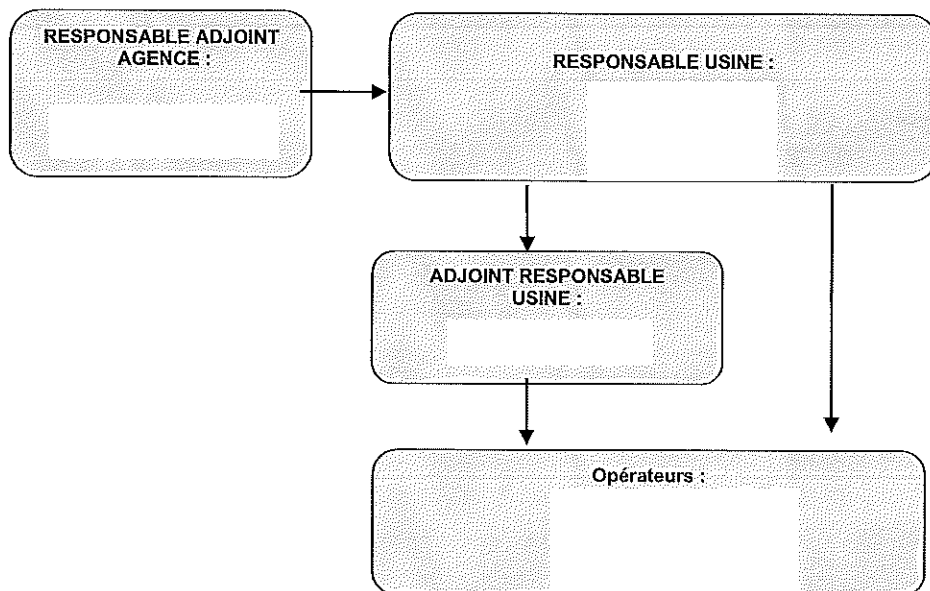 RESPONSABLE ADJOINT
AGENCE :
RESPONSABLE USINE :
ADJOINT RESPONSABLE
USINE :
Opérateurs :